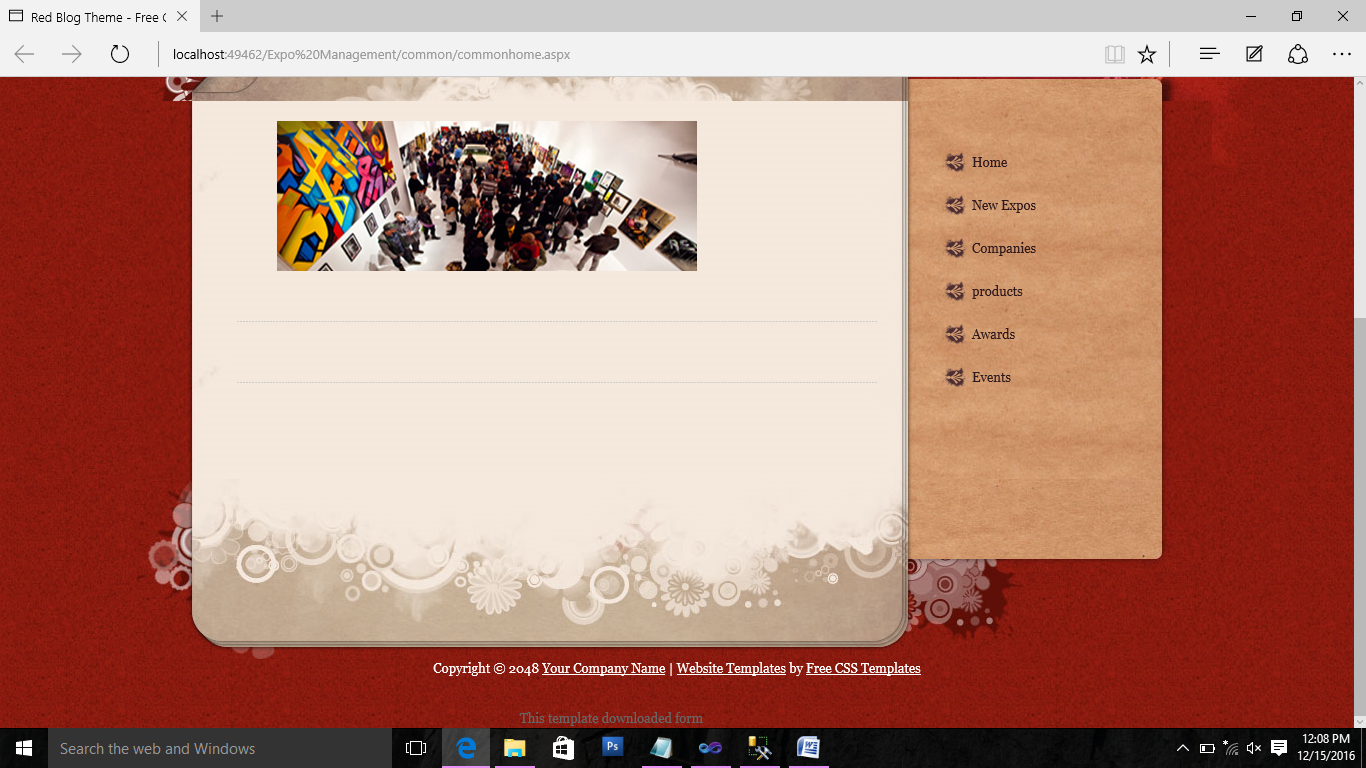 Red Blog Theme - Free C
localhost:49462/Expo%20Management/common/commonhome.aspx
Home
New Expos
Companies
products
Awards
Events
Copyright © 2048 Your Company Name | Website Templates by Free CSS Templates
This template downloaded form
Search the web and Windows
Ps
W
12:08 PM
12/15/2016